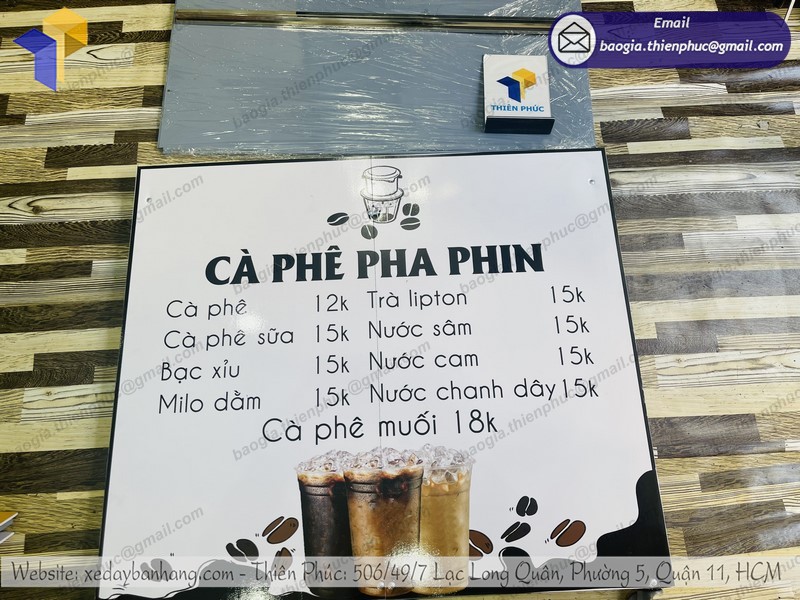 Email
baogia.thienphuc@gmail.com
THIÊN PHÚC
CÀ PHÊ PHA PHIN
Cà phê 12k Trà lipton 15k
Cà phê sữa 15k Nước sâm 15k
Bạc xỉu 15k Nước cam 15k
Milo dằm 15k Nước chanh dây 15k
Cà phê muối 18k
Website: xedaybanhang.com - Thiên Phúc: 506/49/7 Lạc Long Quân, Phường 5, Quận 11, HCM